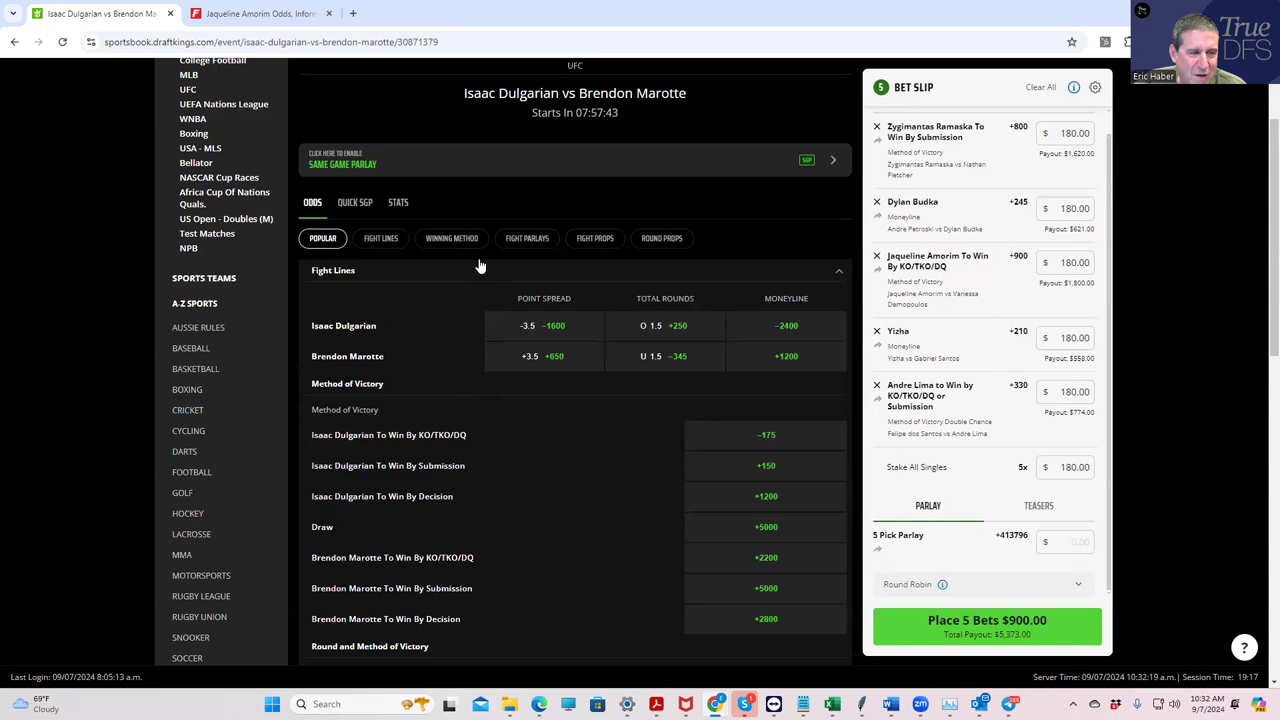 Isaac Dulgarian vs Brendon Ma
Jaqueline Amorim Odds, Inform
sportsbook.draftkings.com/event/isaac-dulgarian-vs-brendon-marotte/30871379
True
DFS
Eric Haber
College Football
MLB
UFC
UEFA Nations League
WNBA
Boxing
USA - MLS
Bellator
NASCAR Cup Races
Africa Cup Of Nations
Quals.
US Open - Doubles (M)
Test Matches
NPB
SPORTS TEAMS
A-Z SPORTS
AUSSIE RULES
BASEBALL
BASKETBALL
BOXING
CRICKET
CYCLING
DARTS
FOOTBALL
GOLF
HOCKEY
LACROSSE
MMA
MOTORSPORTS
RUGBY LEAGUE
RUGBY UNION
SNOOKER
SOCCER
UFC
Isaac Dulgarian vs Brendon Marotte
Starts In 07:57:43
CLICK HERE TO ENABLE
SAME GAME PARLAY
SGP
ODDS QUICK SGP STATS
POPULAR FIGHT LINES WINNING METHOD FIGHT PARLAYS FIGHT PROPS ROUND PROPS
Fight Lines
POINT SPREAD TOTAL ROUNDS MONEYLINE
Isaac Dulgarian -3.5 −1600 O 1.5 +250 −2400
Brendon Marotte +3.5 +650 U 1.5 −345 +1200
Method of Victory
Method of Victory
Isaac Dulgarian To Win By KO/TKO/DQ −175
Isaac Dulgarian To Win By Submission +150
Isaac Dulgarian To Win By Decision +1200
Draw +5000
Brendon Marotte To Win By KO/TKO/DQ +2200
Brendon Marotte To Win By Submission +5000
Brendon Marotte To Win By Decision +2800
Round and Method of Victory
5 BET SLIP Clear All
Zygimantas Ramaska To +800 $ 180.00
Win By Submission
Method of Victory Payout: $1,620.00
Zygimantas Ramaska vs Nathan
Fletcher
Dylan Budka +245 $ 180.00
Moneyline
Andre Petroski vs Dylan Budka Payout: $621.00
Jaqueline Amorim To Win +900 $ 180.00
By KO/TKO/DQ
Method of Victory Payout: $1,800.00
Jaqueline Amorim vs Vanessa
Demopoulos
Yizha +210 $ 180.00
Moneyline
Yizha vs Gabriel Santos Payout: $558.00
Andre Lima to Win by +330 $ 180.00
KO/TKO/DQ or
Submission Payout: $774.00
Method of Victory Double Chance
Felipe dos Santos vs Andre Lima
Stake All Singles 5x $ 180.00
PARLAY TEASERS
5 Pick Parlay +413796 $ 0.00
Round Robin
Place 5 Bets $900.00
Total Payout: $5,373.00
?
Last Login: 09/07/2024 8:05:13 a.m. Server Time: 09/07/2024 10:32:19 a.m. Session Time: 19:17
69°F
Cloudy
Search
10:32 AM
9/7/2024